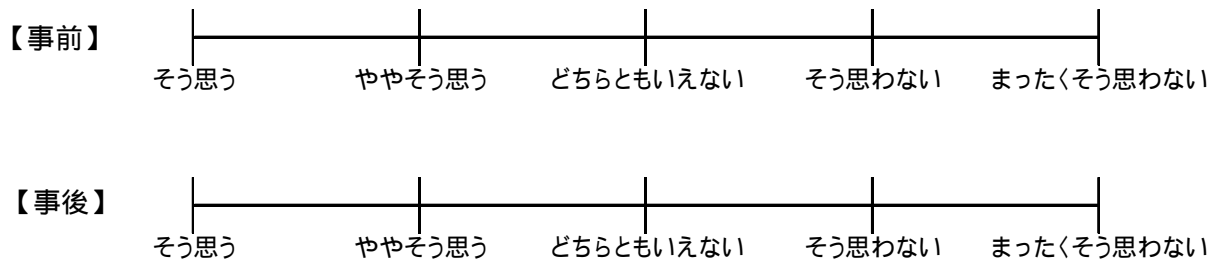 【事前】
そう思う ややそう思う どちらともいえない そう思わない まったくそう思わない
【事後】
そう思う ややそう思う どちらともいえない そう思わない まったくそう思わない